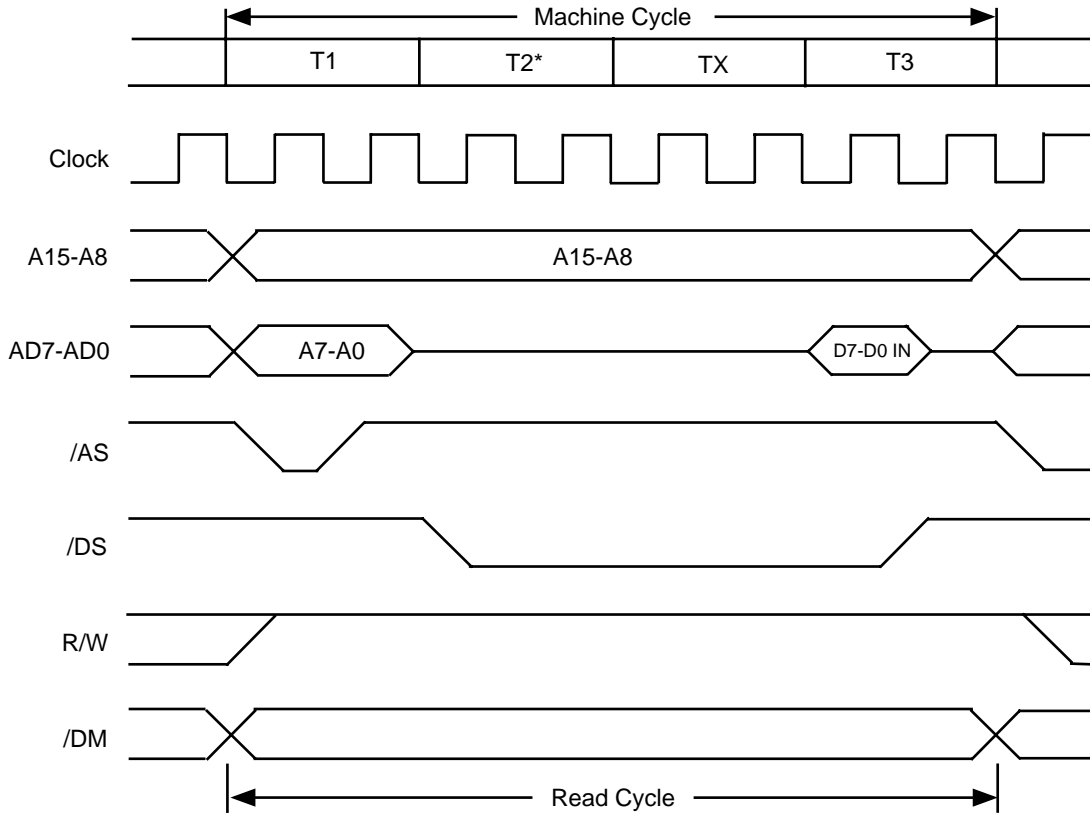 Machine Cycle
T1 T2* TX T3
Clock
A15-A8 A15-A8
AD7-AD0 A7-A0 D7-D0 IN
/AS
/DS
R/W
/DM
Read Cycle